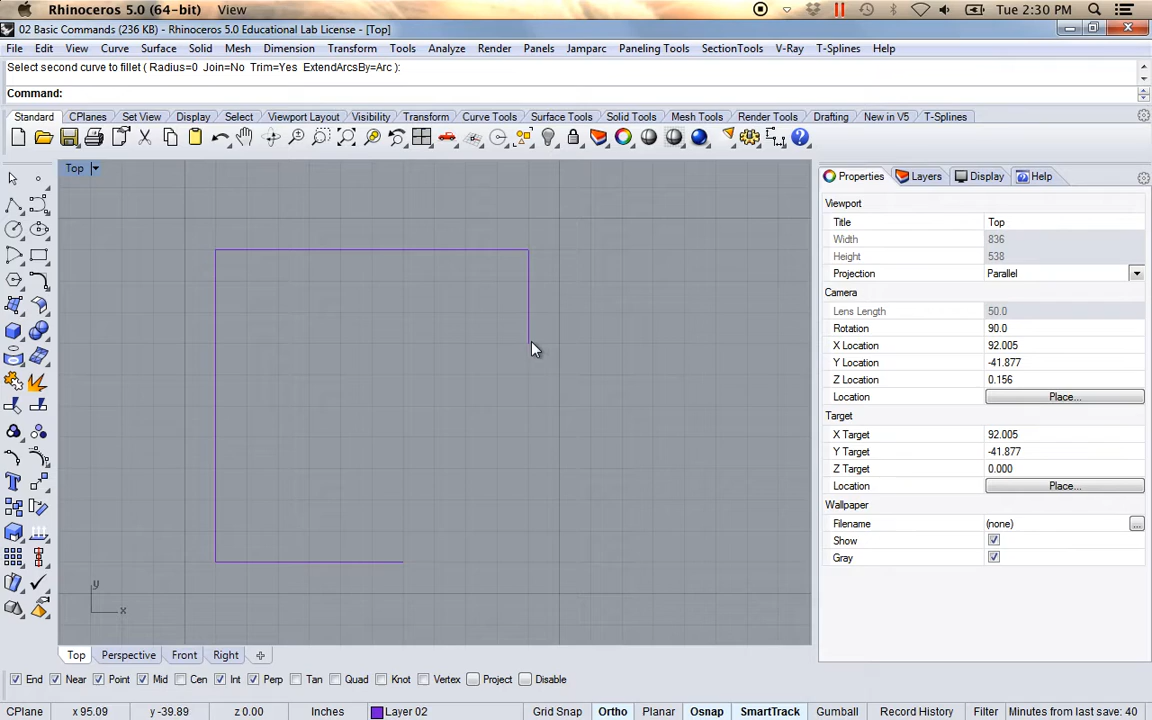 Rhinoceros 5.0 (64-bit) View Tue 2:30 PM
02 Basic Commands (236 KB) - Rhinoceros 5.0 Educational Lab License - [Top]
File Edit View Curve Surface Solid Mesh Dimension Transform Tools Analyze Render Panels Jamparc Paneling Tools SectionTools V-Ray T-Splines Help
Select second curve to fillet ( Radius=0 Join=No Trim=Yes ExtendArcsBy=Arc ):
Command:
Standard CPlanes Set View Display Select Viewport Layout Visibility Transform Curve Tools Surface Tools Solid Tools Mesh Tools Render Tools Drafting New in V5 T-Splines
Top
Properties Layers Display Help
Viewport
Title Top
Width 836
Height 538
Projection Parallel
Camera
Lens Length 50.0
Rotation 90.0
X Location 92.005
Y Location -41.877
Z Location 0.156
Location Place...
Target
X Target 92.005
Y Target -41.877
Z Target 0.000
Location Place...
Wallpaper
Filename (none) ...
Show
Gray
y
x
Top Perspective Front Right
End Near Point Mid Cen Int Perp Tan Quad Knot Vertex Project Disable
CPlane x 95.09 y -39.89 z 0.00 Inches Layer 02 Grid Snap Ortho Planar Osnap SmartTrack Gumball Record History Filter Minutes from last save: 40